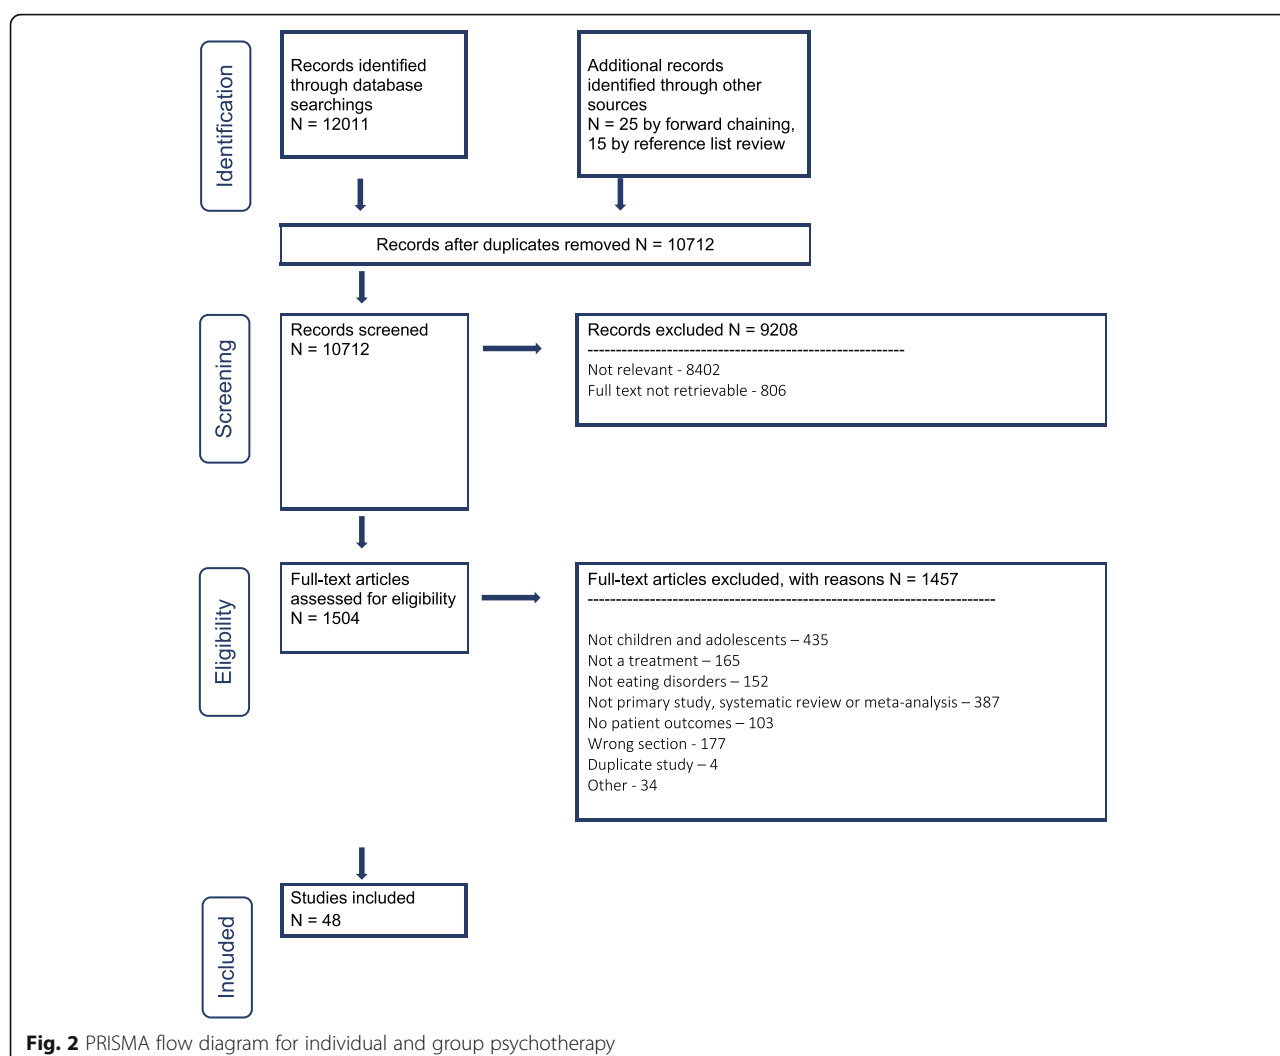 Identification
Records identified
through database
searchings
N = 12011
Additional records
identified through other
sources
N = 25 by forward chaining,
15 by reference list review
Records after duplicates removed N = 10712
Screening
Records screened
N = 10712
Records excluded N = 9208
--------------------------------------------------------
Not relevant - 8402
Full text not retrievable - 806
Eligibility
Full-text articles
assessed for eligibility
N = 1504
Full-text articles excluded, with reasons N = 1457
------------------------------------------------------------------------
Not children and adolescents – 435
Not a treatment – 165
Not eating disorders – 152
Not primary study, systematic review or meta-analysis – 387
No patient outcomes – 103
Wrong section - 177
Duplicate study – 4
Other - 34
Included
Studies included
N = 48
Fig. 2 PRISMA flow diagram for individual and group psychotherapy